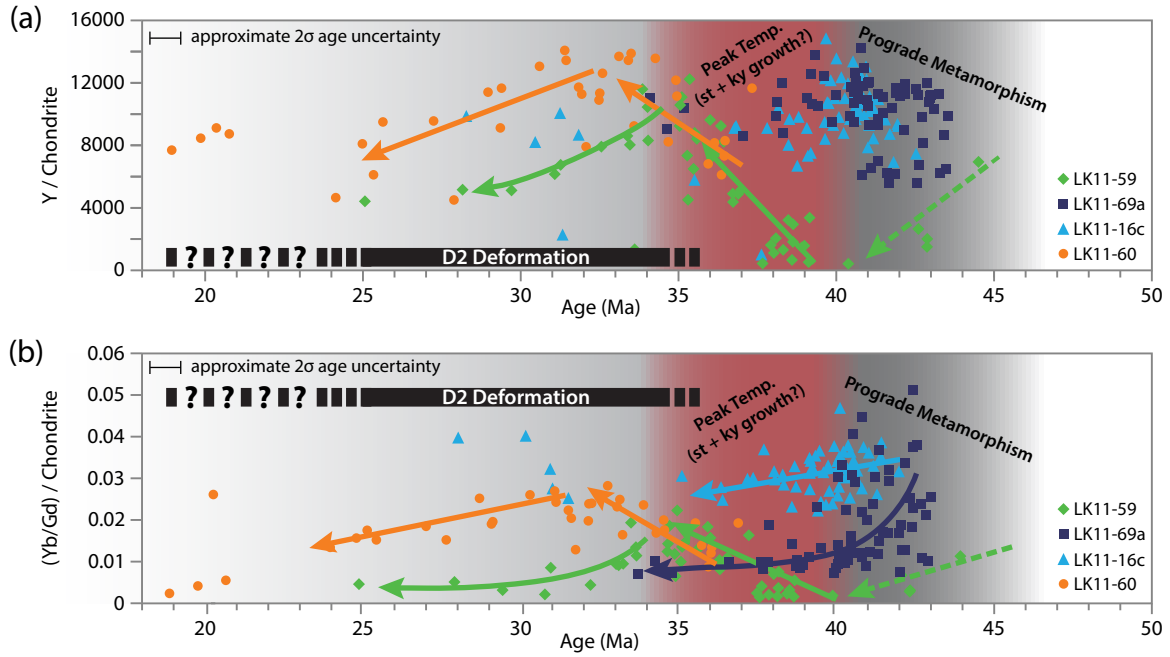 (a)
16000
12000
8000
4000
0
Y / Chondrite
approximate 2σ age uncertainty
Peak Temp.
(st + ky growth?)
Prograde Metamorphism
LK11-59
LK11-69a
LK11-16c
LK11-60
? ? ? ?
D2 Deformation
20 25 30 35 40 45 50
Age (Ma)
(b)
0.06
0.05
0.04
0.03
0.02
0.01
0
(Yb/Gd) / Chondrite
approximate 2σ age uncertainty
? ? ? ?
D2 Deformation
Peak Temp.
(st + ky growth?)
Prograde Metamorphism
LK11-59
LK11-69a
LK11-16c
LK11-60
20 25 30 35 40 45 50
Age (Ma)